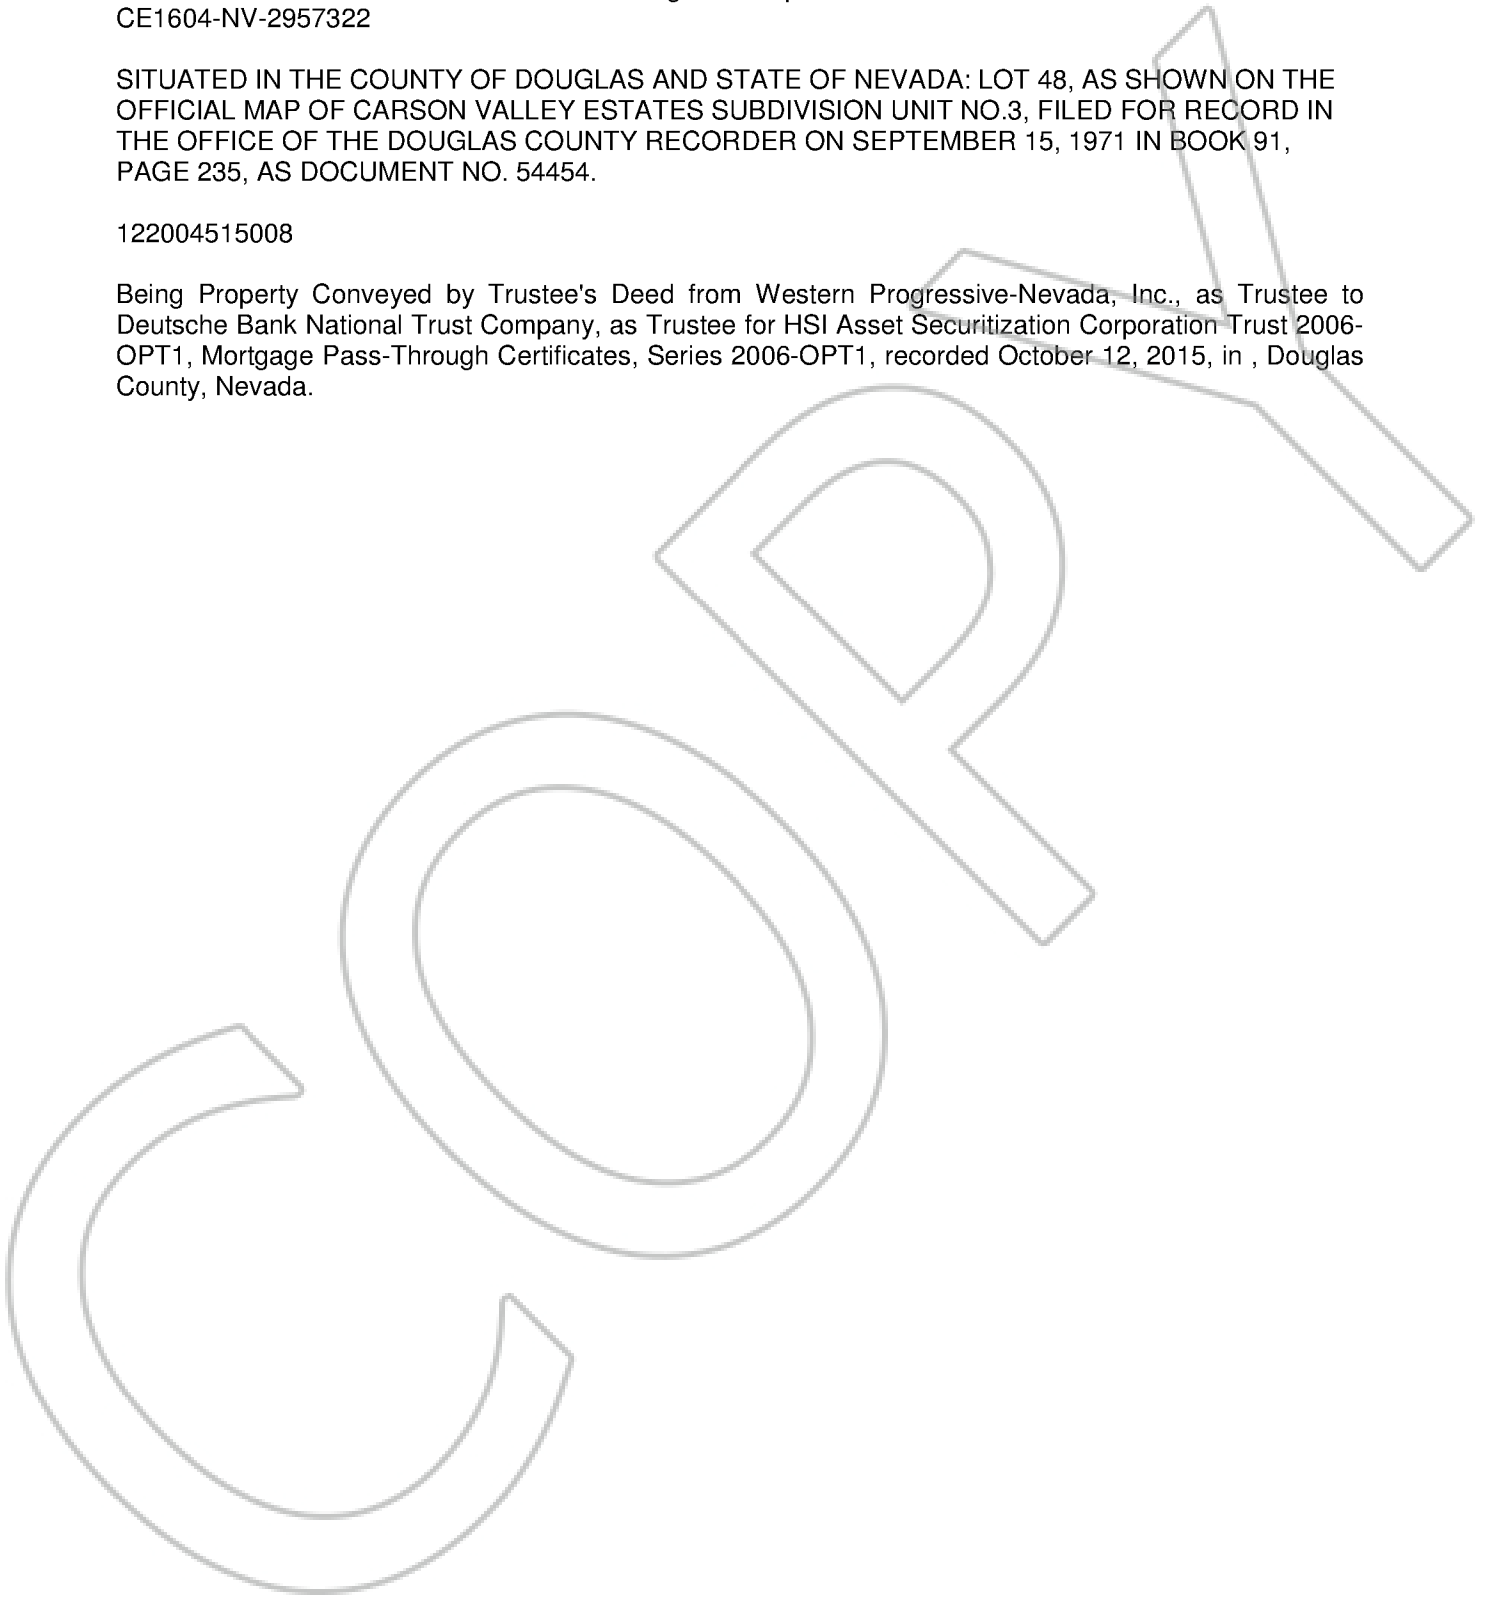 CE1604-NV-2957322
SITUATED IN THE COUNTY OF DOUGLAS AND STATE OF NEVADA: LOT 48, AS SHOWN ON THE
OFFICIAL MAP OF CARSON VALLEY ESTATES SUBDIVISION UNIT NO.3, FILED FOR RECORD IN
THE OFFICE OF THE DOUGLAS COUNTY RECORDER ON SEPTEMBER 15, 1971 IN BOOK 91,
PAGE 235, AS DOCUMENT NO. 54454.
122004515008
Being Property Conveyed by Trustee's Deed from Western Progressive-Nevada, Inc., as Trustee to
Deutsche Bank National Trust Company, as Trustee for HSI Asset Securitization Corporation Trust 2006-
OPT1, Mortgage Pass-Through Certificates, Series 2006-OPT1, recorded October 12, 2015, in , Douglas
County, Nevada.
COPY